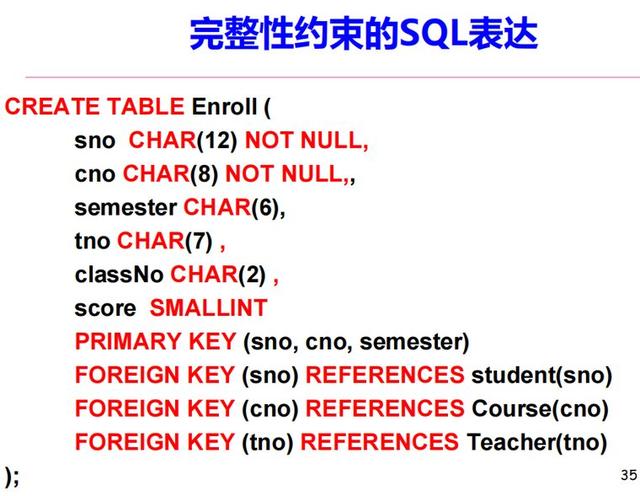 完整性约束的SQL表达
CREATE TABLE Enroll (
sno CHAR(12) NOT NULL,
cno CHAR(8) NOT NULL,,
semester CHAR(6),
tno CHAR(7) ,
classNo CHAR(2) ,
score SMALLINT
PRIMARY KEY (sno, cno, semester)
FOREIGN KEY (sno) REFERENCES student(sno)
FOREIGN KEY (cno) REFERENCES Course(cno)
FOREIGN KEY (tno) REFERENCES Teacher(tno)
);
35